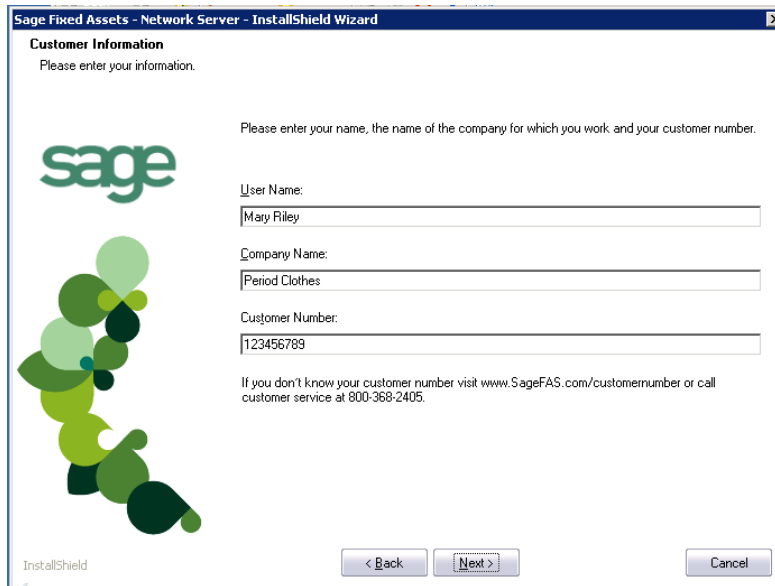 Sage Fixed Assets - Network Server - InstallShield Wizard
Customer Information
Please enter your information.
Please enter your name, the name of the company for which you work and your customer number.
sage
User Name:
Mary Riley
Company Name:
Period Clothes
Customer Number:
123456789
If you don't know your customer number visit www.SageFAS.com/customernumber or call
customer service at 800-368-2405.
InstallShield
< Back
Next >
Cancel